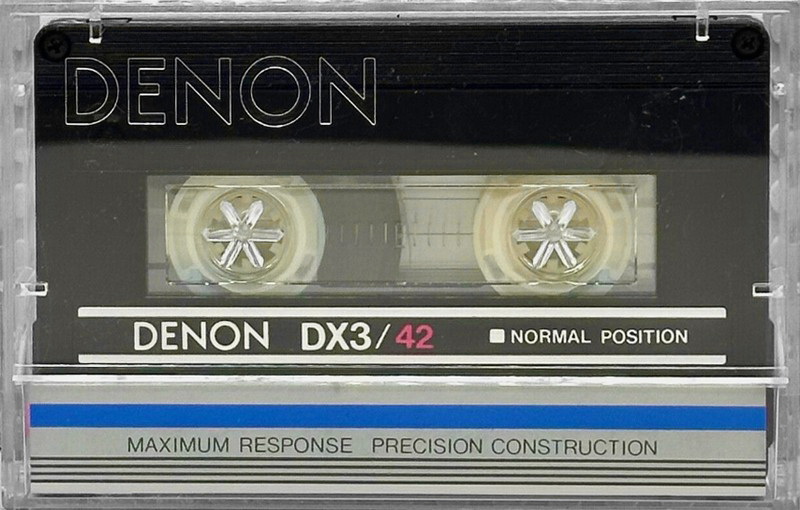 DENON
DENON DX3/42 NORMAL POSITION
MAXIMUM RESPONSE PRECISION CONSTRUCTION